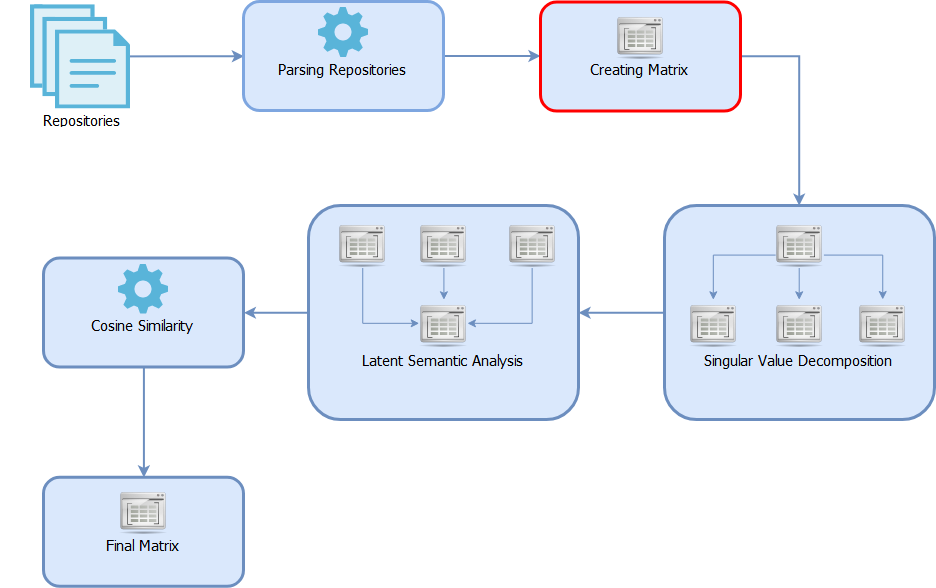 Parsing Repositories
Creating Matrix
Repositories
Cosine Similarity
Latent Semantic Analysis
Singular Value Decomposition
Final Matrix